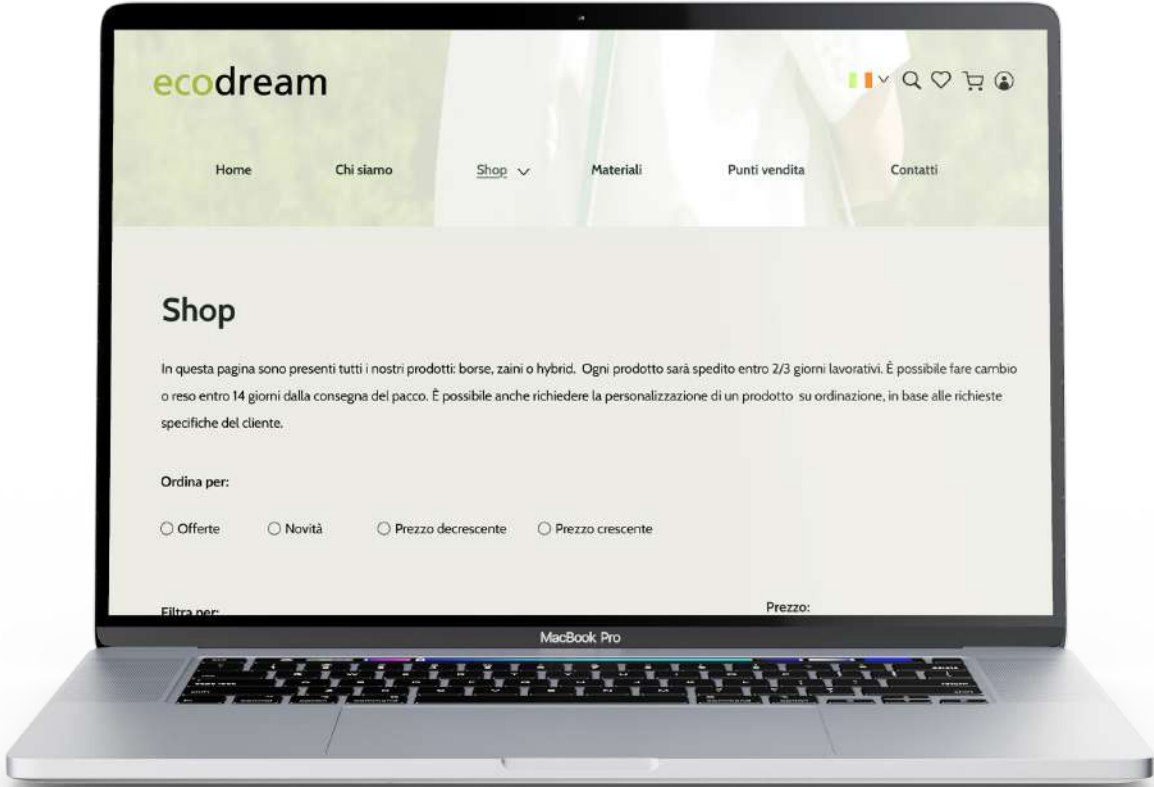 ecodream
Home Chi siamo Shop Materiali Punti vendita Contatti
Shop
In questa pagina sono presenti tutti i nostri prodotti: borse, zaini o hybrid. Ogni prodotto sarà spedito entro 2/3 giorni lavorativi. È possibile fare cambio
o reso entro 14 giorni dalla consegna del pacco. È possibile anche richiedere la personalizzazione di un prodotto su ordinazione, in base alle richieste
specifiche del cliente.
Ordina per:
Offerte Novità Prezzo decrescente Prezzo crescente
Filtra per: Prezzo:
MacBook Pro